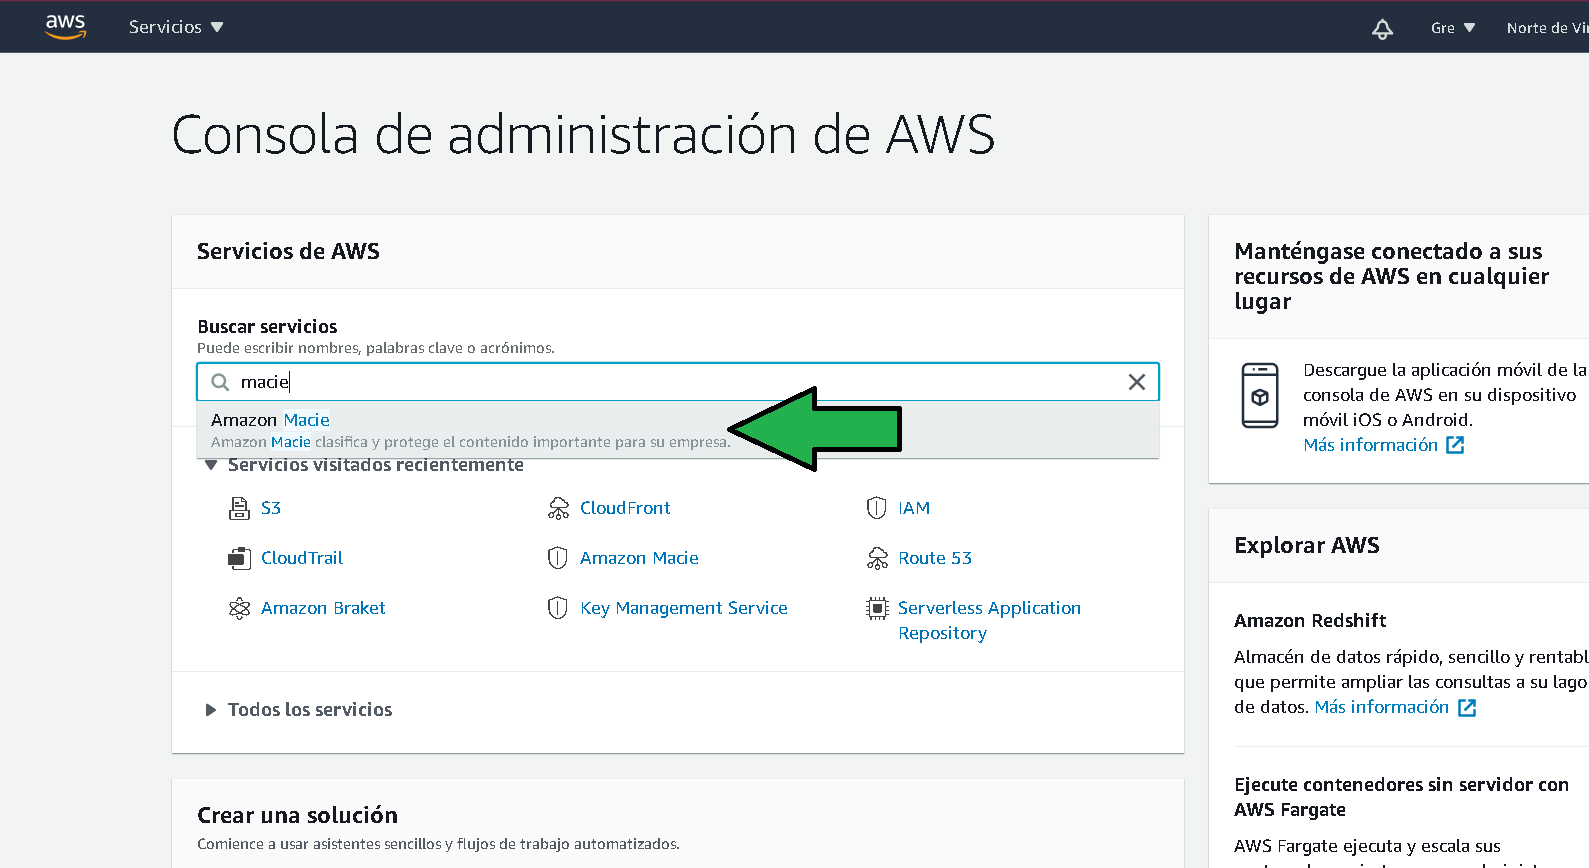 aws
Servicios
Gre
Norte de
Consola de administración de AWS
Servicios de AWS
Buscar servicios
Puede escribir nombres, palabras clave o acrónimos.
macie
Amazon Macie
Amazon Macie clasifica y protege el contenido importante para su empresa.
Servicios visitados recientemente
S3
CloudFront
IAM
CloudTrail
Amazon Macie
Route 53
Amazon Braket
Key Management Service
Serverless Application
Repository
Todos los servicios
Crear una solución
Comience a usar asistentes sencillos y flujos de trabajo automatizados.
Manténgase conectado a sus
recursos de AWS en cualquier
lugar
Descargue la aplicación móvil de la
consola de AWS en su dispositivo
móvil iOS o Android.
Más información
Explorar AWS
Amazon Redshift
Almacén de datos rápido, sencillo y rentabl
que permite ampliar las consultas a su lago
de datos. Más información
Ejecute contenedores sin servidor con
AWS Fargate
AWS Fargate ejecuta y escala sus